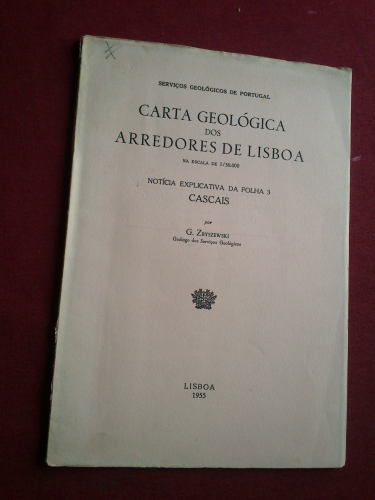 SERVIÇOS GEOLÓGICOS DE PORTUGAL
CARTA GEOLÓGICA
DOS
ARREDORES DE LISBOA
NA ESCALA DE 1/50.000
NOTÍCIA EXPLICATIVA DA FOLHA 3
CASCAIS
por
G. ZBYSZEWSKI
Geólogo dos Serviços Geológicos
LISBOA
1955